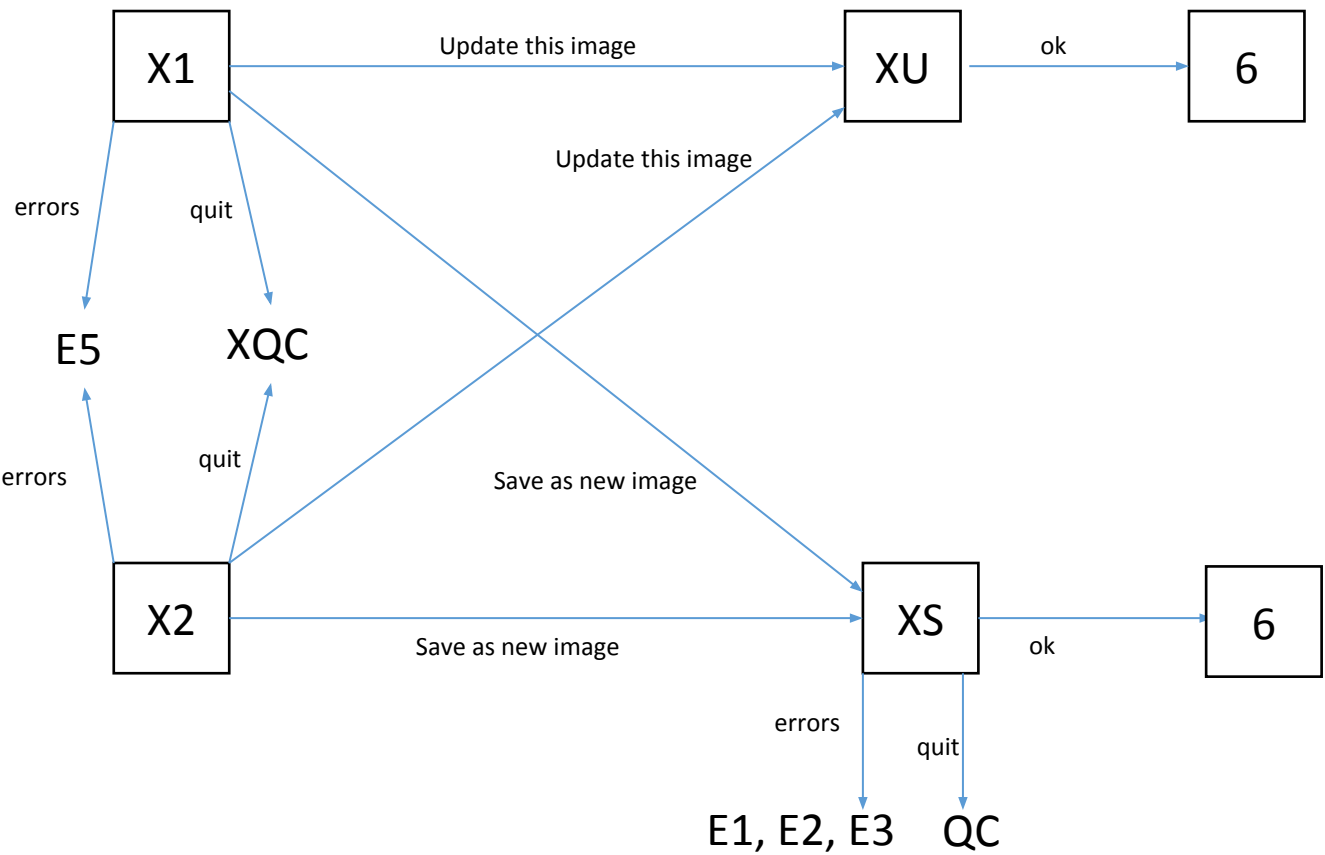 X1
Update this image
XU
ok
6
Update this image
errors
quit
E5
XQC
errors
quit
Save as new image
X2
Save as new image
XS
ok
6
errors
quit
E1, E2, E3
QC